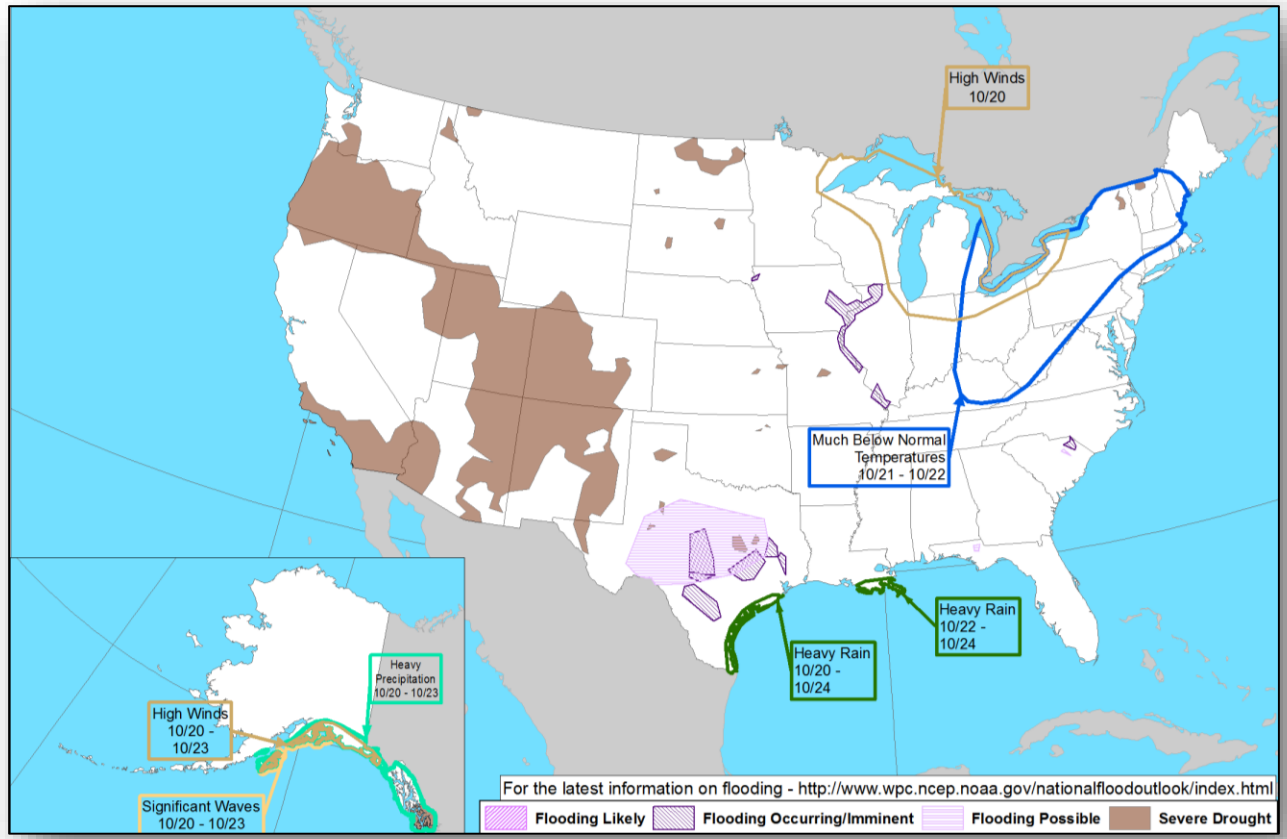 High Winds
10/20
Much Below Normal
Temperatures
10/21 - 10/22
Heavy Rain
10/22 -
10/24
Heavy Rain
10/20 -
10/24
Heavy
Precipitation
10/20 - 10/23
High Winds
10/20 -
10/23
Significant Waves
10/20 - 10/23
For the latest information on flooding - http://www.wpc.ncep.noaa.gov/nationalfloodoutlook/index.html
Flooding Likely
Flooding Occurring/Imminent
Flooding Possible
Severe Drought